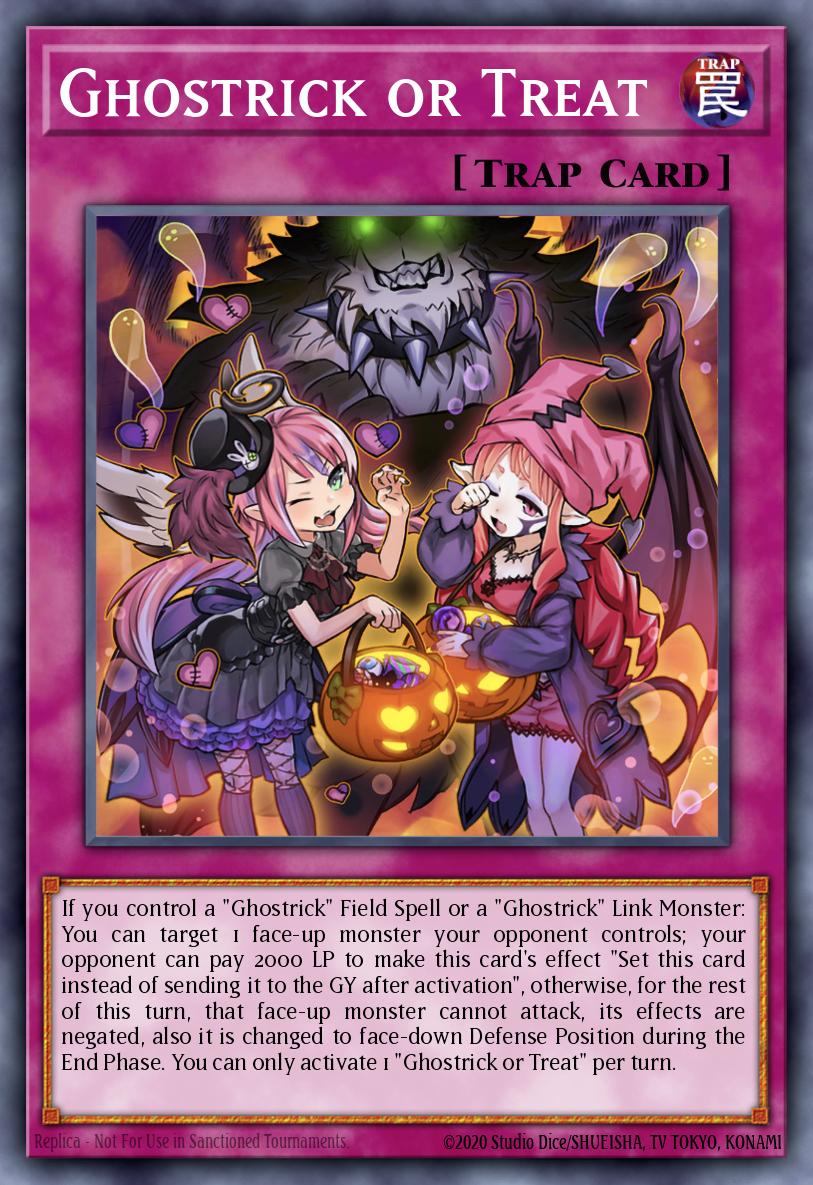 Ghostrick or Treat
TRAP
罠
[Trap Card]
If you control a "Ghostrick" Field Spell or a "Ghostrick" Link Monster:
You can target 1 face-up monster your opponent controls; your
opponent can pay 2000 LP to make this card's effect "Set this card
instead of sending it to the GY after activation", otherwise, for the rest
of this turn, that face-up monster cannot attack, its effects are
negated, also it is changed to face-down Defense Position during the
End Phase. You can only activate 1 "Ghostrick or Treat" per turn.
Replica - Not For Use in Sanctioned Tournaments.
©2020 Studio Dice/SHUEISHA, TV TOKYO, KONAMI